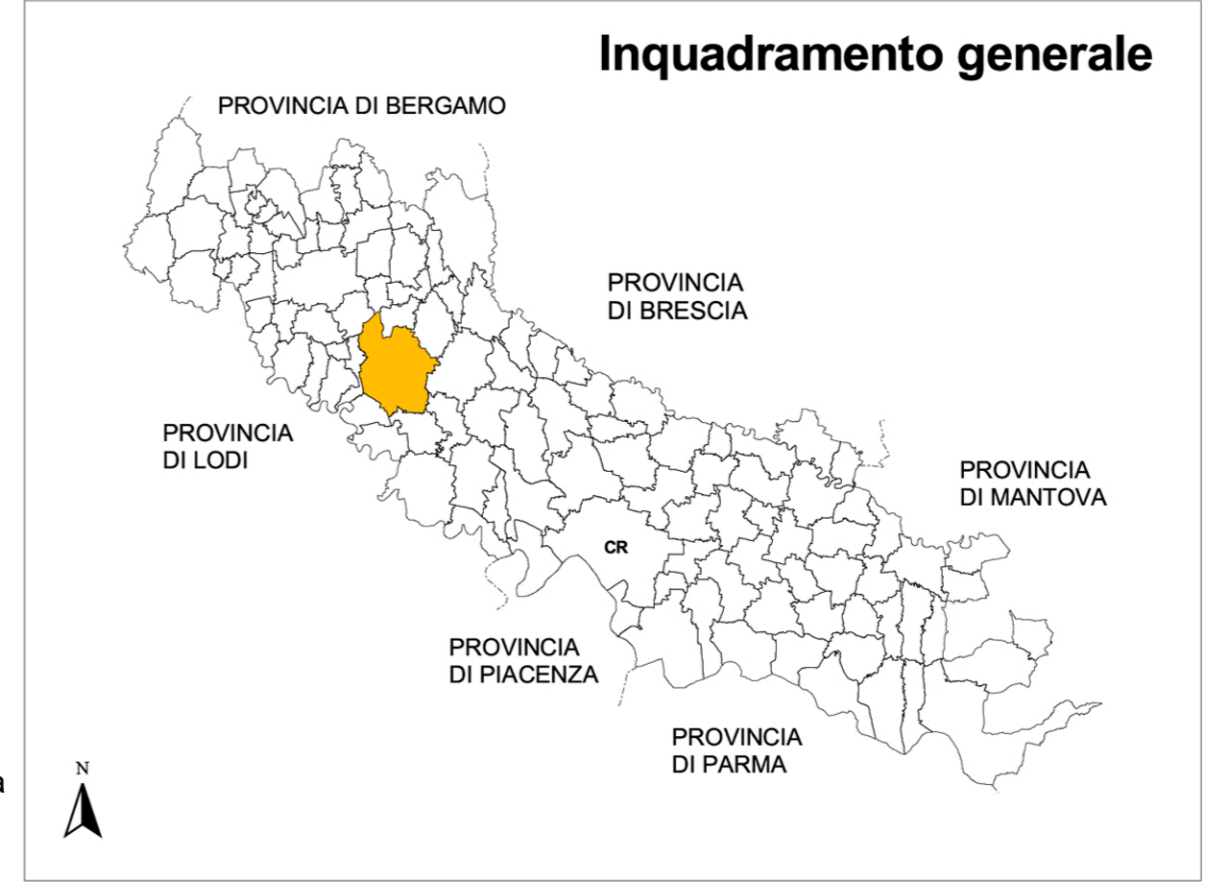 Inquadramento generale
PROVINCIA DI BERGAMO
PROVINCIA
DI BRESCIA
PROVINCIA
DI LODI
PROVINCIA
DI MANTOVA
CR
PROVINCIA
DI PIACENZA
PROVINCIA
DI PARMA
N
a